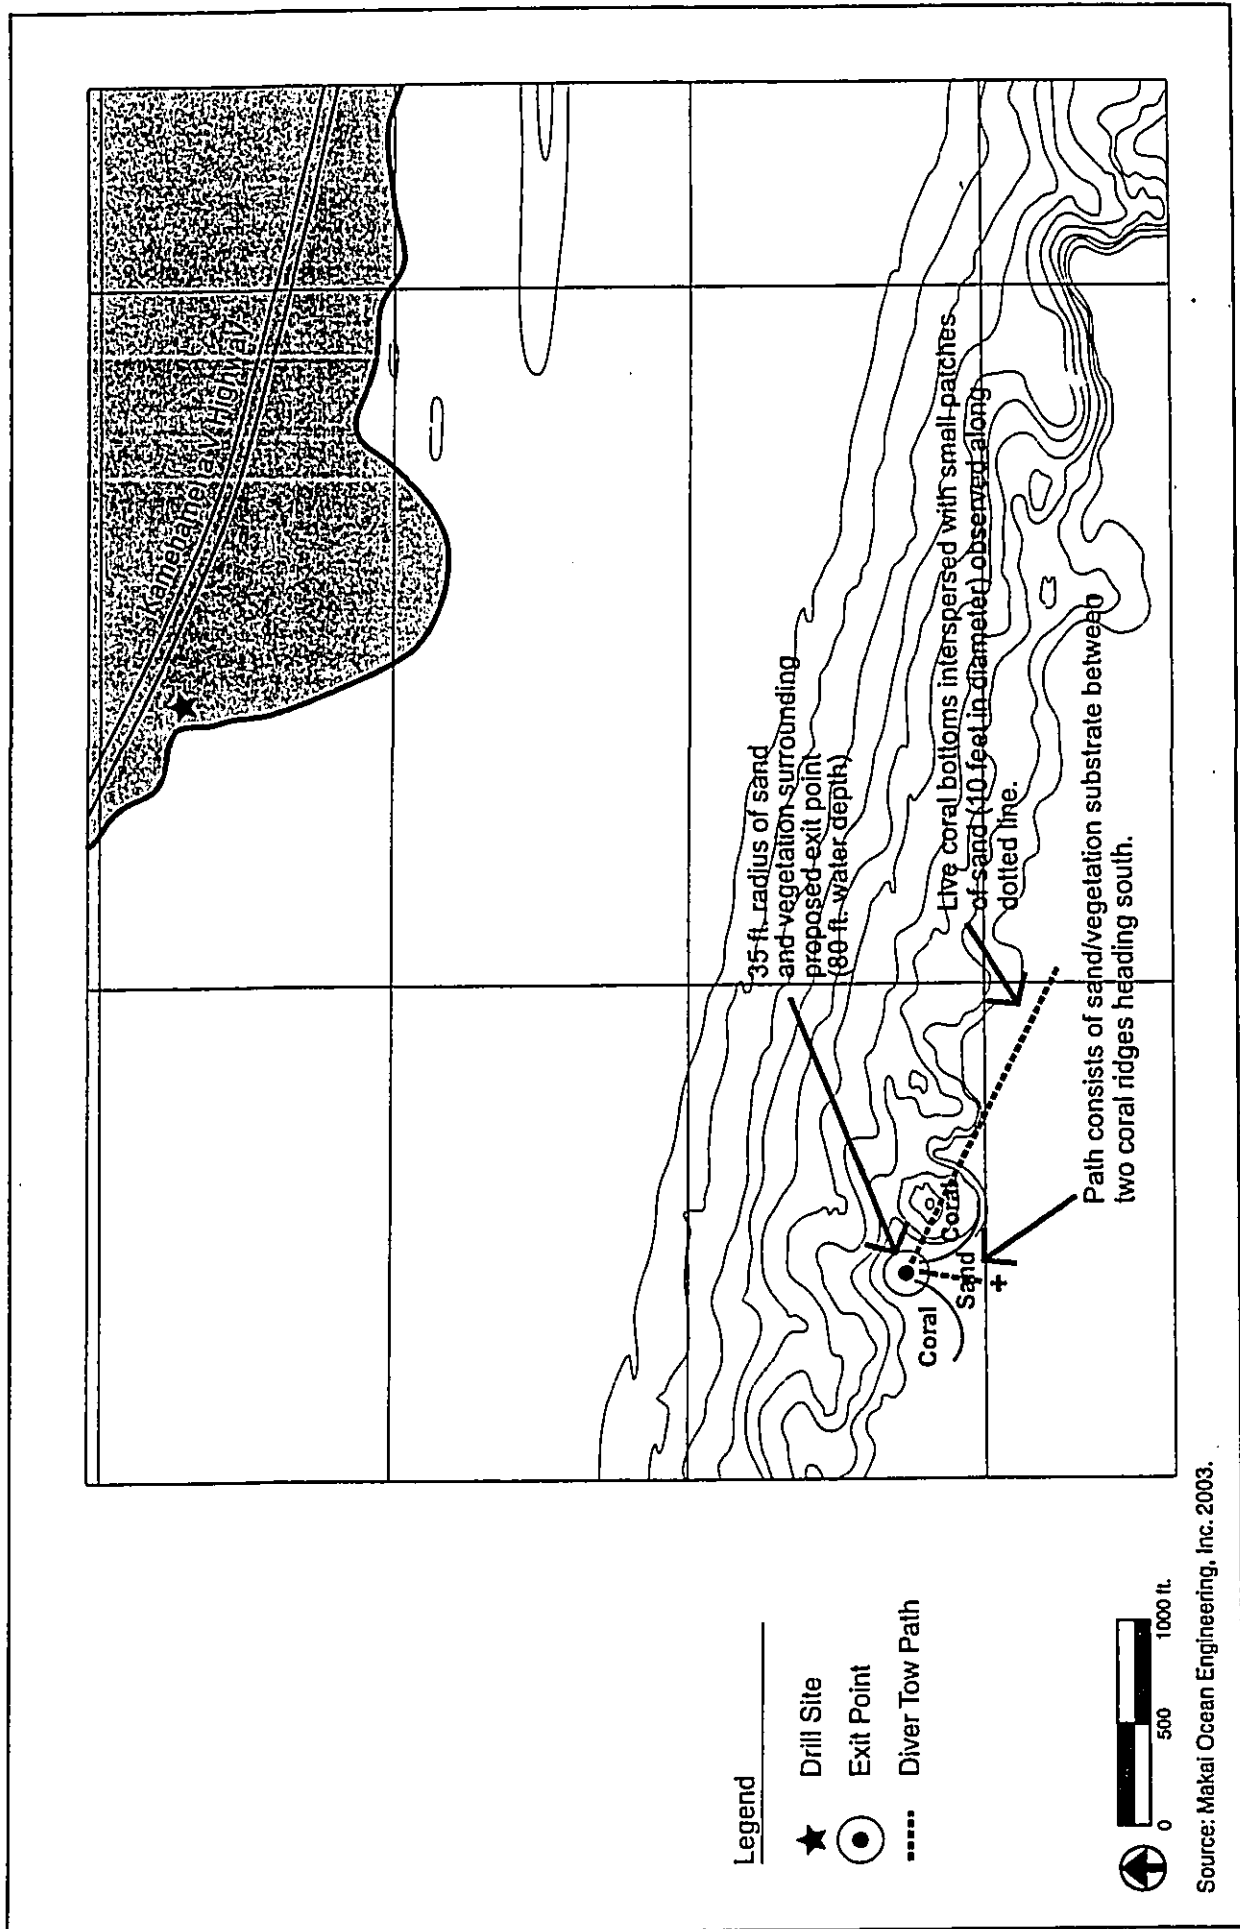 Kamehameha V Highway
35 ft. radius of sand
and vegetation surrounding
proposed exit point
(80 ft. water depth)
Live coral bottoms interspersed with small patches
of sand (10 feet in diameter) observed along
dotted line.
Path consists of sand/vegetation substrate between
two coral ridges heading south.
Coral
Sand
Coral
Legend
Drill Site
Exit Point
Diver Tow Path
0 500 1000 ft.
Source: Makai Ocean Engineering, Inc. 2003.